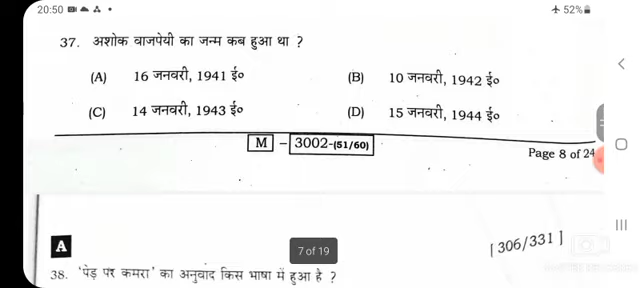 20:50
52%
37. अशोक वाजपेयी का जन्म कब हुआ था ?
(A) 16 जनवरी, 1941 ई० (B) 10 जनवरी, 1942 ई०
(C) 14 जनवरी, 1943 ई० (D) 15 जनवरी, 1944 ई०
M – 3002-(51/60)
Page 8 of 24
A
7 of 19
[ 306/331 ]
38. 'पेड़ पर कमरा' का अनुवाद किस भाषा में हुआ है ?